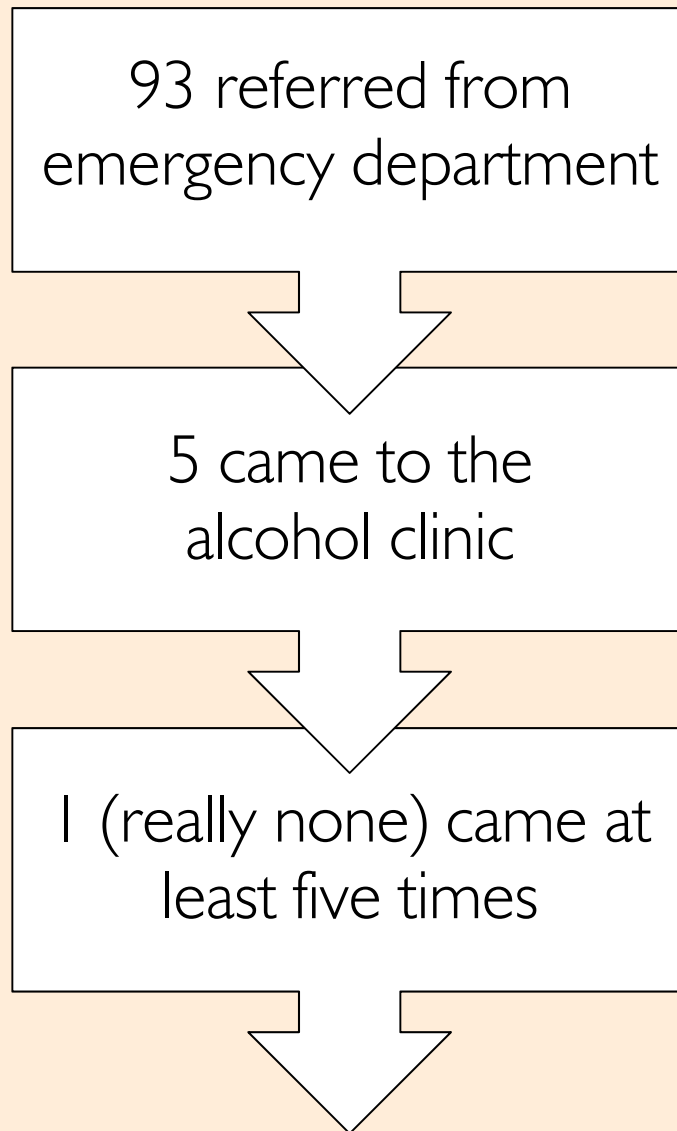 93 referred from
emergency department
5 came to the
alcohol clinic
1 (really none) came at
least five times